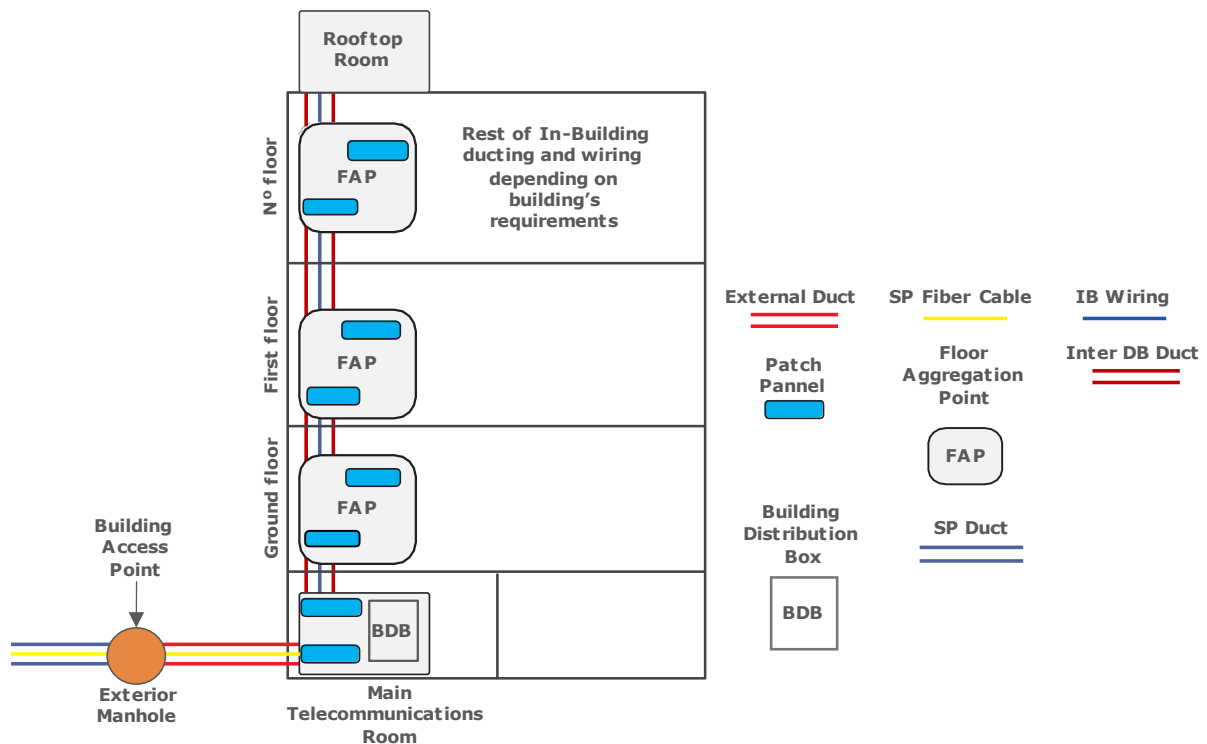 Rooftop
Room
Nº floor
FAP
Rest of In-Building
ducting and wiring
depending on
building's
requirements
First floor
FAP
Ground floor
FAP
Building
Access
Point
BDB
Exterior
Manhole
Main
Telecommunications
Room
External Duct
SP Fiber Cable
IB Wiring
Patch
Pannel
Floor
Aggregation
Point
Inter DB Duct
FAP
Building
Distribution
Box
SP Duct
BDB